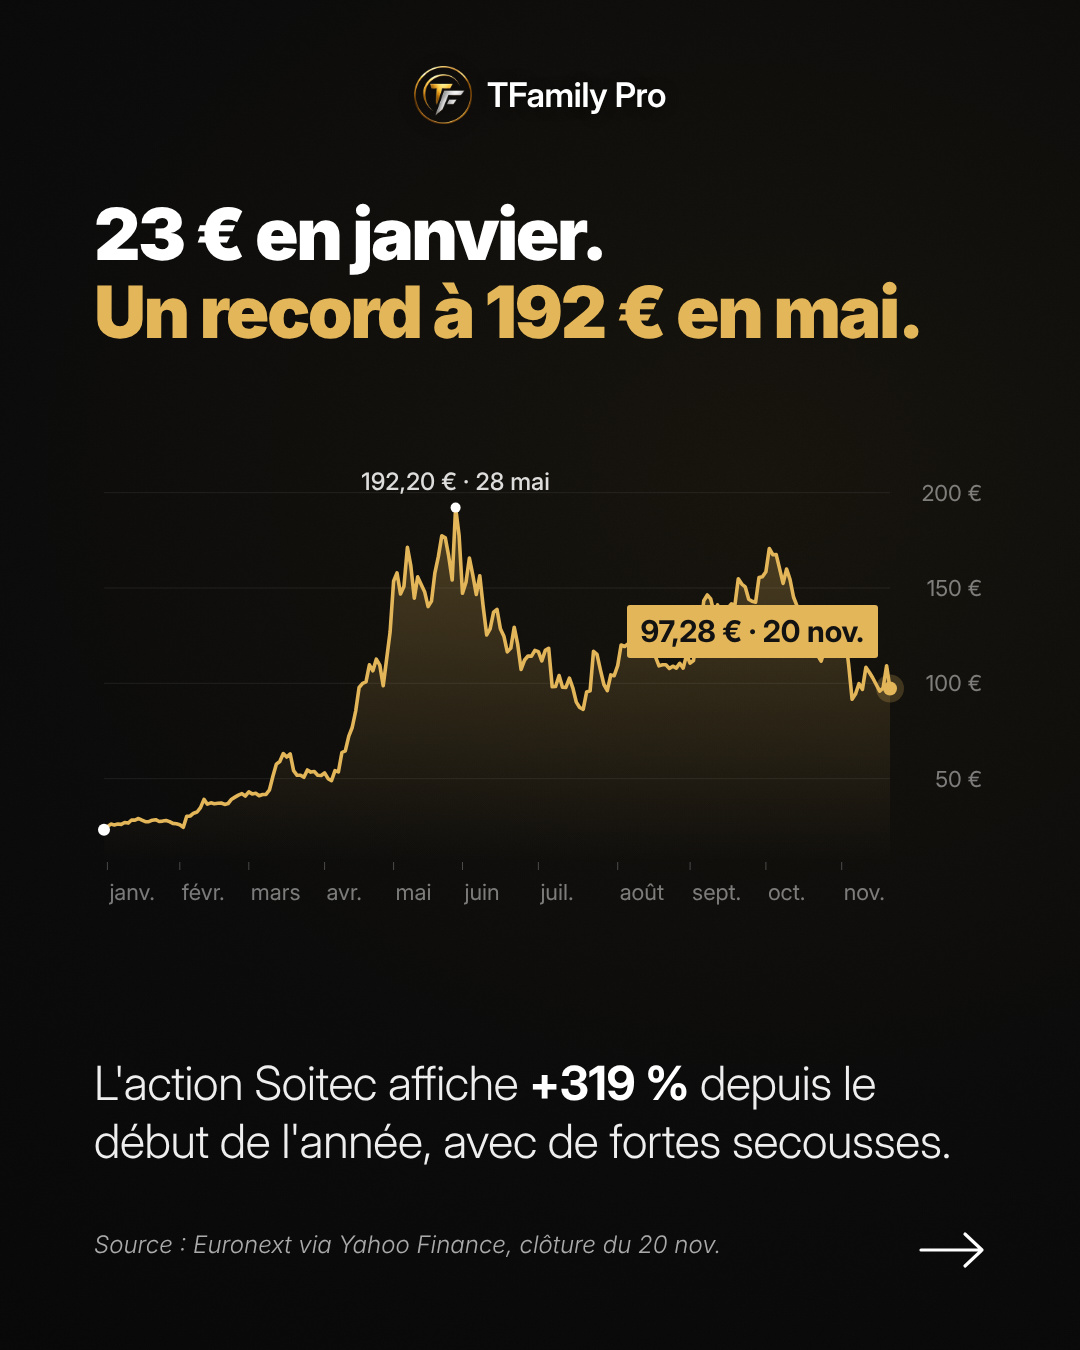 TFamily Pro
23 € en janvier.
Un record à 192 € en mai.
192,20 € · 28 mai
200 €
150 €
97,28 € · 20 nov.
100 €
50 €
janv. févr. mars avr. mai juin juil. août sept. oct. nov.
L'action Soitec affiche +319 % depuis le
début de l'année, avec de fortes secousses.
Source : Euronext via Yahoo Finance, clôture du 20 nov.